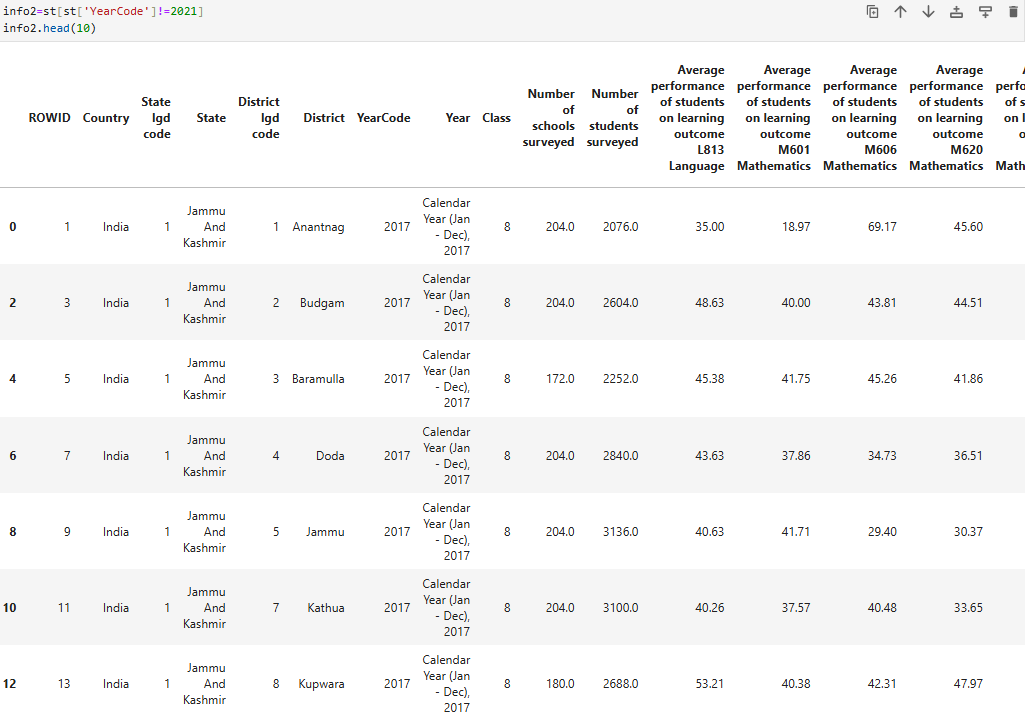 info2=st[st['YearCode']!=2021]
info2.head(10)
ROWID Country State lgd code State District lgd code District YearCode Year Class Number of schools surveyed Number of students surveyed Average performance of students on learning outcome L813 Language Average performance of students on learning outcome M601 Mathematics Average performance of students on learning outcome M606 Mathematics Average performance of students on learning outcome M620 Mathematics
0 1 India 1 Jammu And Kashmir 1 Anantnag 2017 Calendar Year (Jan - Dec), 2017 8 204.0 2076.0 35.00 18.97 69.17 45.60
2 3 India 1 Jammu And Kashmir 2 Budgam 2017 Calendar Year (Jan - Dec), 2017 8 204.0 2604.0 48.63 40.00 43.81 44.51
4 5 India 1 Jammu And Kashmir 3 Baramulla 2017 Calendar Year (Jan - Dec), 2017 8 172.0 2252.0 45.38 41.75 45.26 41.86
6 7 India 1 Jammu And Kashmir 4 Doda 2017 Calendar Year (Jan - Dec), 2017 8 204.0 2840.0 43.63 37.86 34.73 36.51
8 9 India 1 Jammu And Kashmir 5 Jammu 2017 Calendar Year (Jan - Dec), 2017 8 204.0 3136.0 40.63 41.71 29.40 30.37
10 11 India 1 Jammu And Kashmir 7 Kathua 2017 Calendar Year (Jan - Dec), 2017 8 204.0 3100.0 40.26 37.57 40.48 33.65
12 13 India 1 Jammu And Kashmir 8 Kupwara 2017 Calendar Year (Jan - Dec), 2017 8 180.0 2688.0 53.21 40.38 42.31 47.97